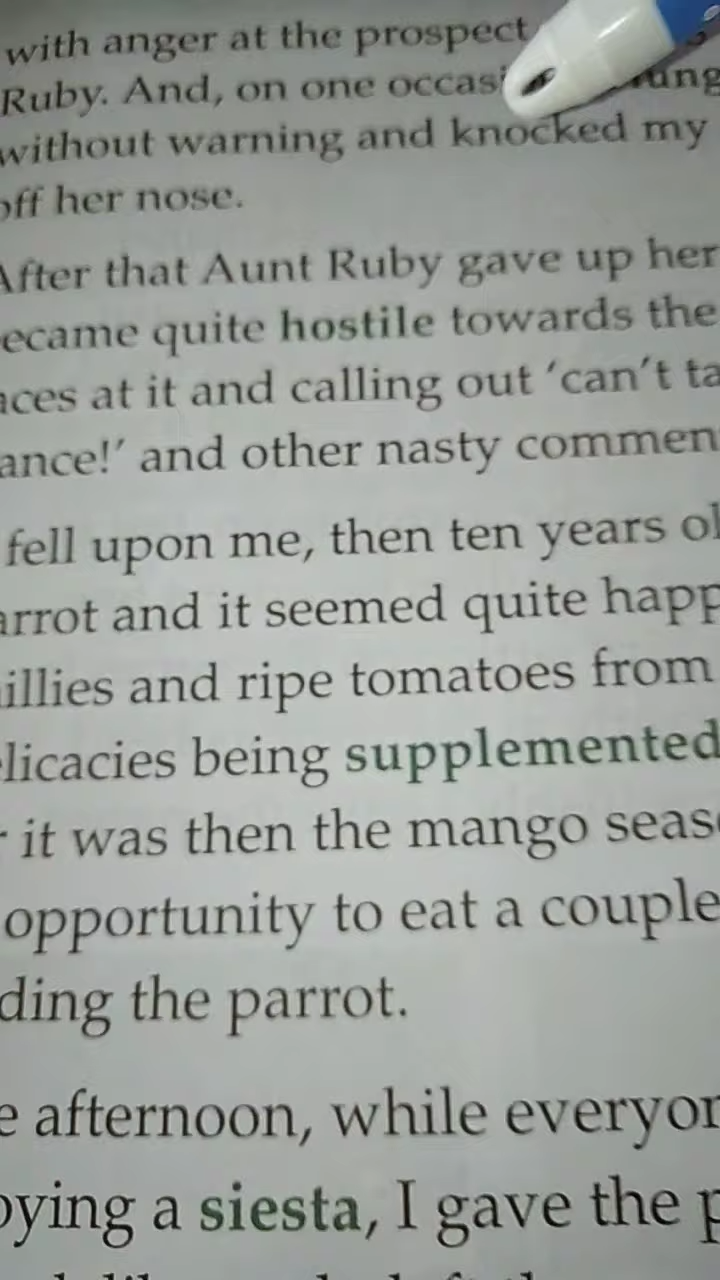 with anger at the prospect
Ruby. And, on one
without warning and knocked my
off her nose.
After that Aunt Ruby gave up her
ecame quite hostile towards the
aces at it and calling out ‘can’t ta
ance!’ and other nasty commen
fell upon me, then ten years ol
arrot and it seemed quite happ
illies and ripe tomatoes from
licacies being supplemented
it was then the mango seas
opportunity to eat a couple
ding the parrot.
e afternoon, while everyon
oying a siesta, I gave the p